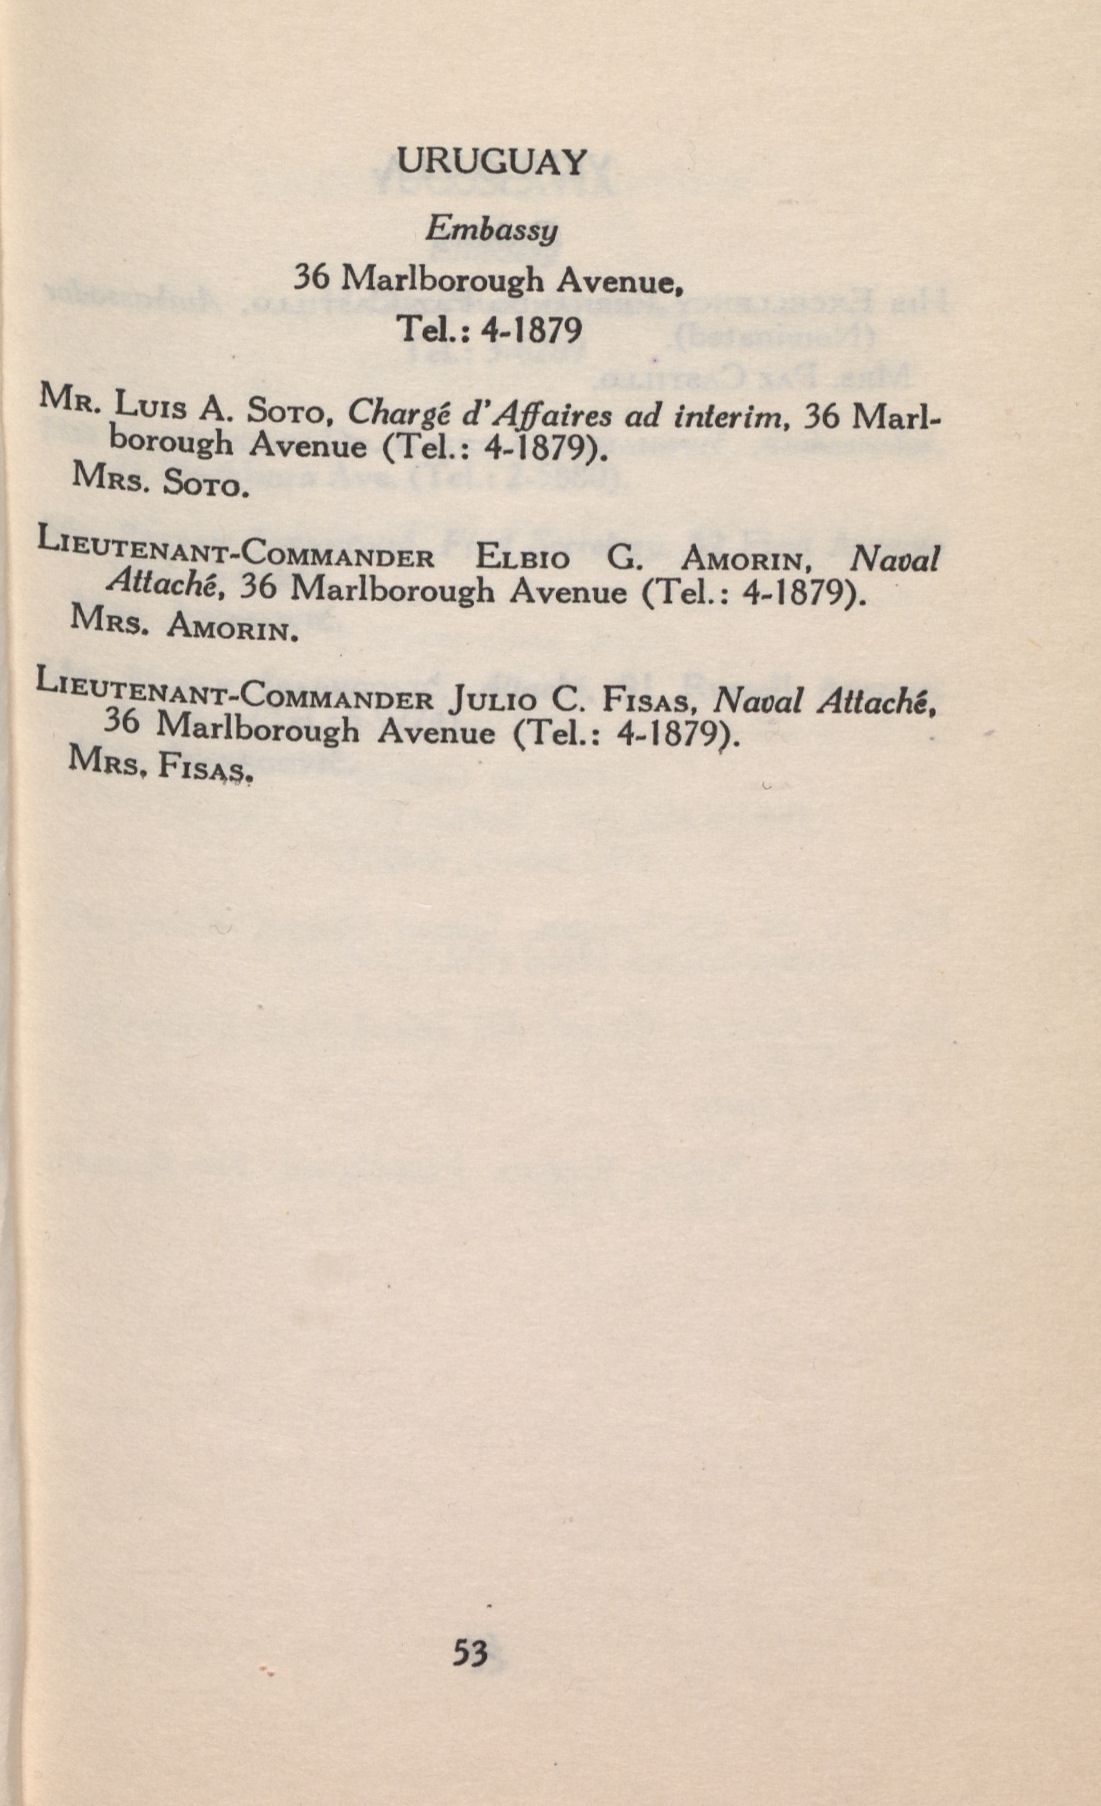 URUGUAY
Embassy
36 Marlborough Avenue,
Tel.: 4-1879
MR. LUIS A. SOTO, Chargé d'Affaires ad interim, 36 Marl-
borough Avenue (Tel.: 4-1879).
MRS. SOTO.
LIEUTENANT-COMMANDER ELBIO G. AMORIN, Naval
Attaché, 36 Marlborough Avenue (Tel.: 4-1879).
MRS. AMORIN.
LIEUTENANT-COMMANDER JULIO C. FISAS, Naval Attaché,
36 Marlborough Avenue (Tel.: 4-1879).
MRS. FISAS.
53